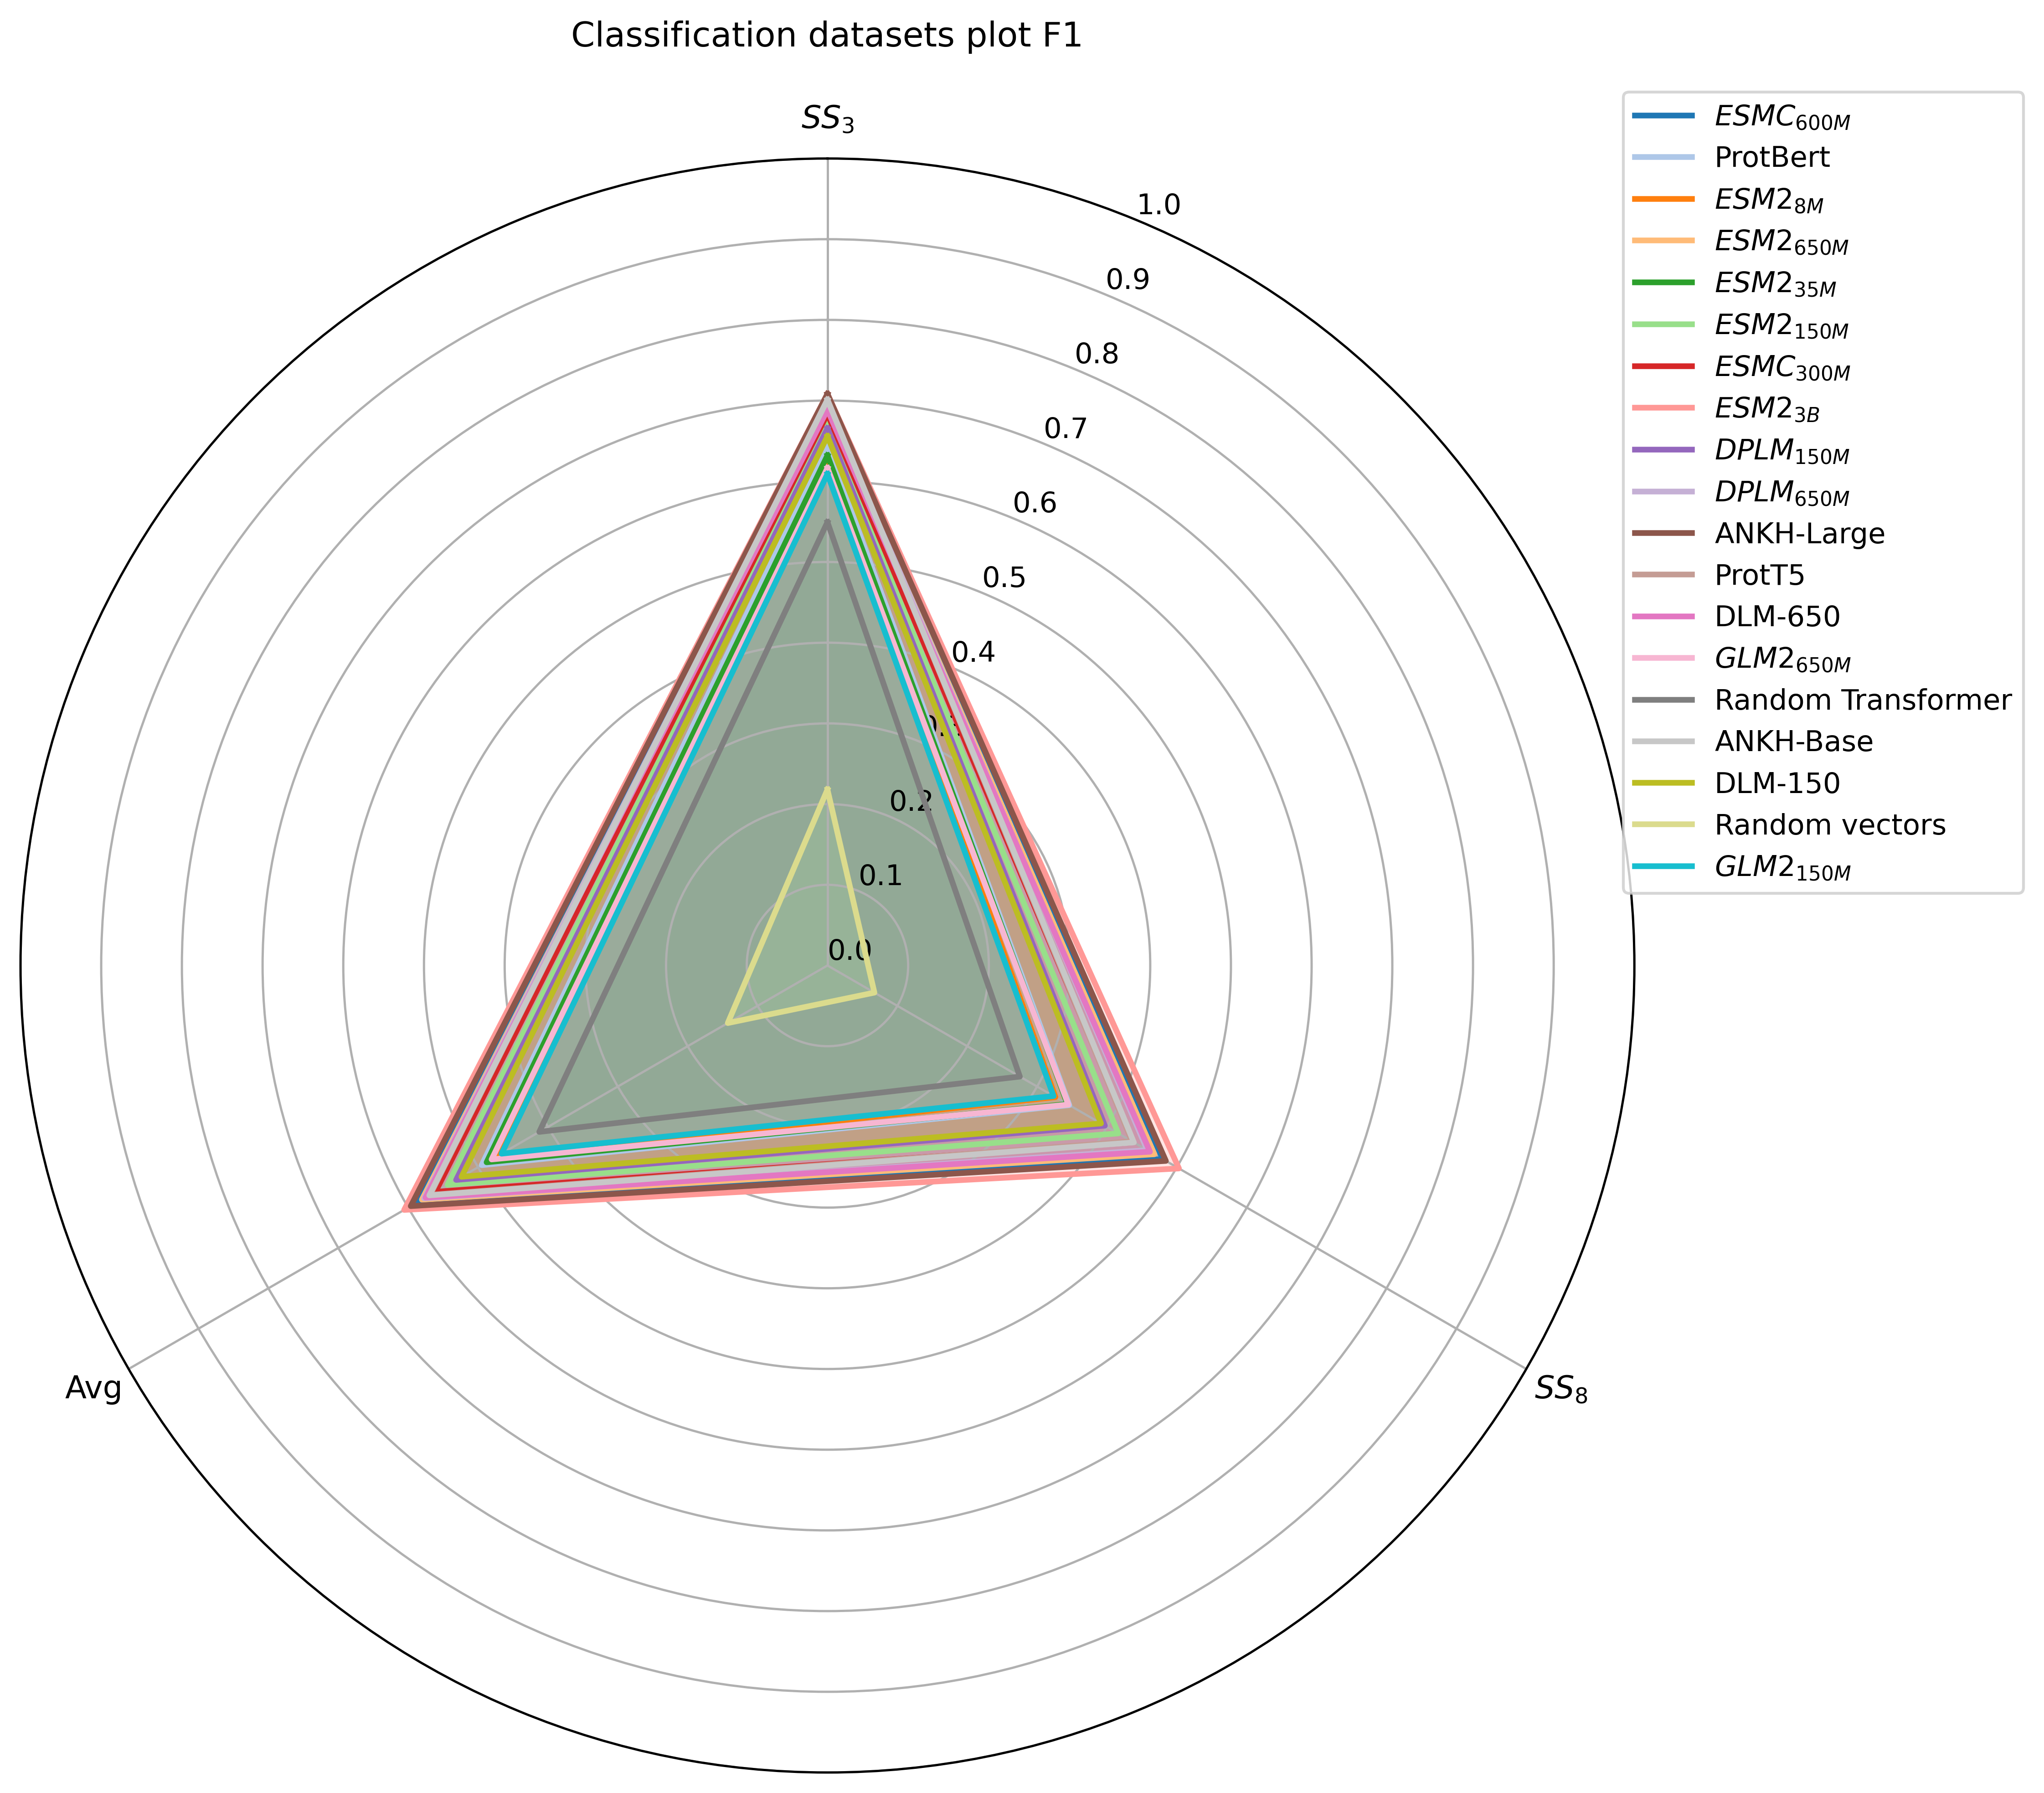 Classification datasets plot F1
SS₃
1.0
0.9
0.8
0.7
0.6
0.5
0.4
0.2
0.1
0.0
Avg
SS₈
ESMC₆₀₀M
ProtBert
ESM2₈M
ESM2₆₅₀M
ESM2₃₅M
ESM2₁₅₀M
ESMC₃₀₀M
ESM2₃B
DPLM₁₅₀M
DPLM₆₅₀M
ANKH-Large
ProtT5
DLM-650
GLM2₆₅₀M
Random Transformer
ANKH-Base
DLM-150
Random vectors
GLM2₁₅₀M